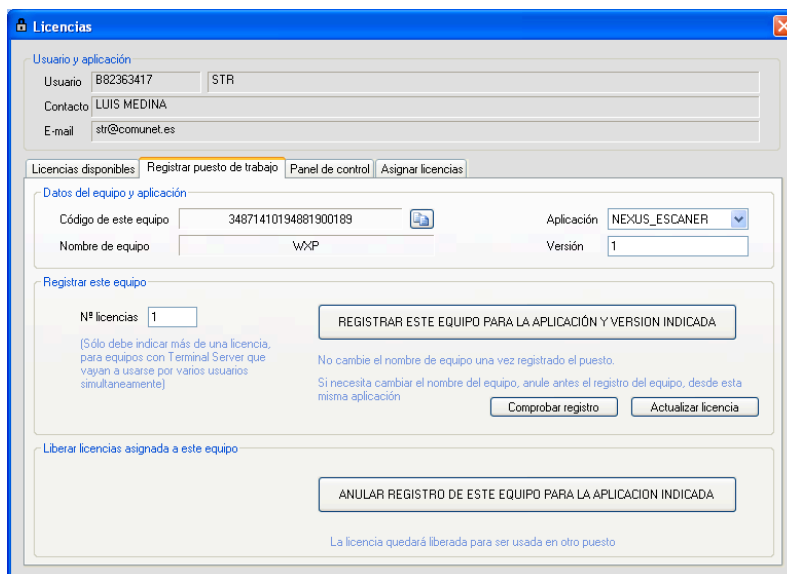 Licencias
Usuario y aplicación
Usuario B82363417 STR
Contacto LUIS MEDINA
E-mail str@comunet.es
Licencias disponibles Registrar puesto de trabajo Panel de control Asignar licencias
Datos del equipo y aplicación
Código de este equipo 34871410194881900189 Aplicación NEXUS_ESCANER
Nombre de equipo WXP Versión 1
Registrar este equipo
Nº licencias 1
REGISTRAR ESTE EQUIPO PARA LA APLICACIÓN Y VERSION INDICADA
(Sólo debe indicar más de una licencia,
para equipos con Terminal Server que
vayan a usarse por varios usuarios
simultaneamente)
No cambie el nombre de equipo una vez registrado el puesto.
Si necesita cambiar el nombre del equipo, anule antes el registro del equipo, desde esta
misma aplicación
Comprobar registro Actualizar licencia
Liberar licencias asignada a este equipo
ANULAR REGISTRO DE ESTE EQUIPO PARA LA APLICACION INDICADA
La licencia quedará liberada para ser usada en otro puesto